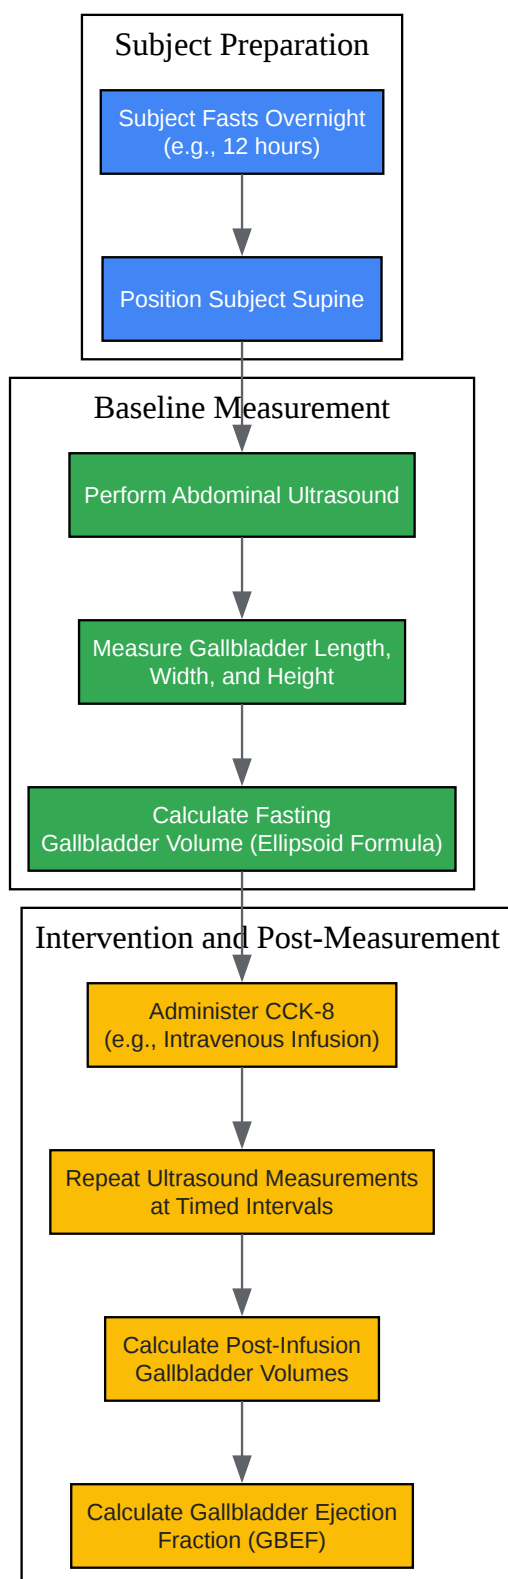 Subject Preparation
Subject Fasts Overnight
(e.g., 12 hours)
Position Subject Supine
Baseline Measurement
Perform Abdominal Ultrasound
Measure Gallbladder Length,
Width, and Height
Calculate Fasting
Gallbladder Volume (Ellipsoid Formula)
Intervention and Post-Measurement
Administer CCK-8
(e.g., Intravenous Infusion)
Repeat Ultrasound Measurements
at Timed Intervals
Calculate Post-Infusion
Gallbladder Volumes
Calculate Gallbladder Ejection
Fraction (GBEF)